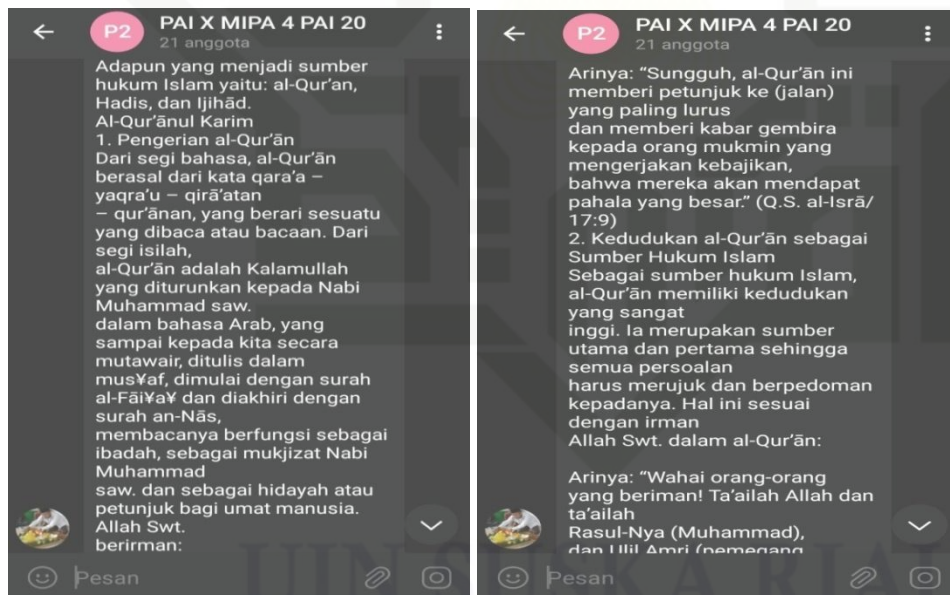 PAI X MIPA 4 PAI 20
P2
21 anggota
Adapun yang menjadi sumber
hukum Islam yaitu: al-Qur'an,
Hadis, dan Ijihād.
Al-Qur'ānul Karim
1. Pengerian al-Qur'ān
Dari segi bahasa, al-Qur'ān
berasal dari kata qara'a –
yaqra'u – qirā'atan
– qur'ānan, yang berari sesuatu
yang dibaca atau bacaan. Dari
segi isilah,
al-Qur'ān adalah Kalamullah
yang diturunkan kepada Nabi
Muhammad saw.
dalam bahasa Arab, yang
sampai kepada kita secara
mutawair, ditulis dalam
mus¥af, dimulai dengan surah
al-Fāi¥a¥ dan diakhiri dengan
surah an-Nās,
membacanya berfungsi sebagai
ibadah, sebagai mukjizat Nabi
Muhammad
saw. dan sebagai hidayah atau
petunjuk bagi umat manusia.
Allah Swt.
berirman:
Pesan
PAI X MIPA 4 PAI 20
P2
21 anggota
Arinya: “Sungguh, al-Qur'ān ini
memberi petunjuk ke (jalan)
yang paling lurus
dan memberi kabar gembira
kepada orang mukmin yang
mengerjakan kebajikan,
bahwa mereka akan mendapat
pahala yang besar.” (Q.S. al-Isrā/
17:9)
2. Kedudukan al-Qur'ān sebagai
Sumber Hukum Islam
Sebagai sumber hukum Islam,
al-Qur'ān memiliki kedudukan
yang sangat
inggi. Ia merupakan sumber
utama dan pertama sehingga
semua persoalan
harus merujuk dan berpedoman
kepadanya. Hal ini sesuai
dengan irman
Allah Swt. dalam al-Qur'ān:
Arinya: “Wahai orang-orang
yang beriman! Ta'ailah Allah dan
ta'ailah
Rasul-Nya (Muhammad),
dan Ulil Amri (pemegang
Pesan
UIN SUSKA RIAU